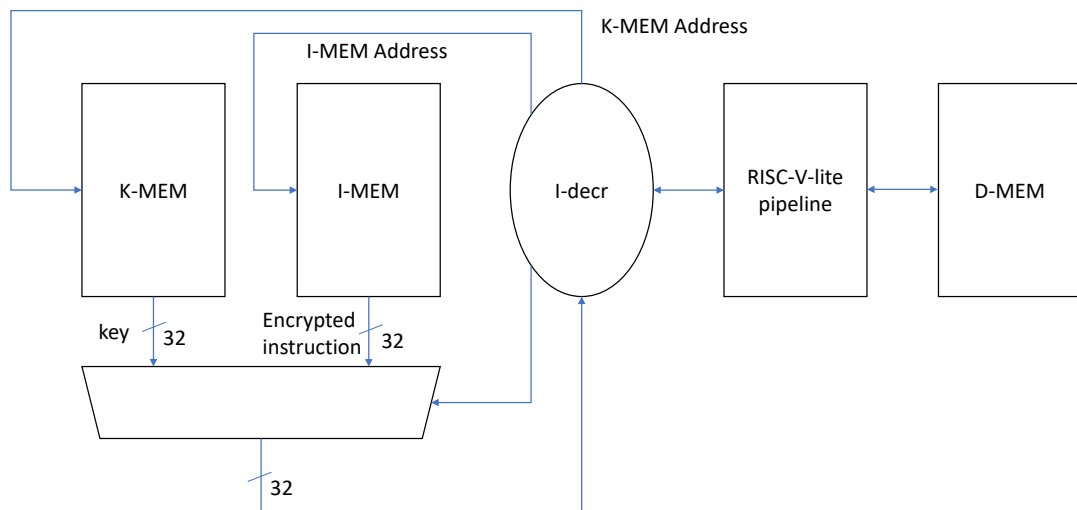 K-MEM Address
I-MEM Address
K-MEM
I-MEM
I-decr
RISC-V-lite
pipeline
D-MEM
key
32
Encrypted
instruction
32
32